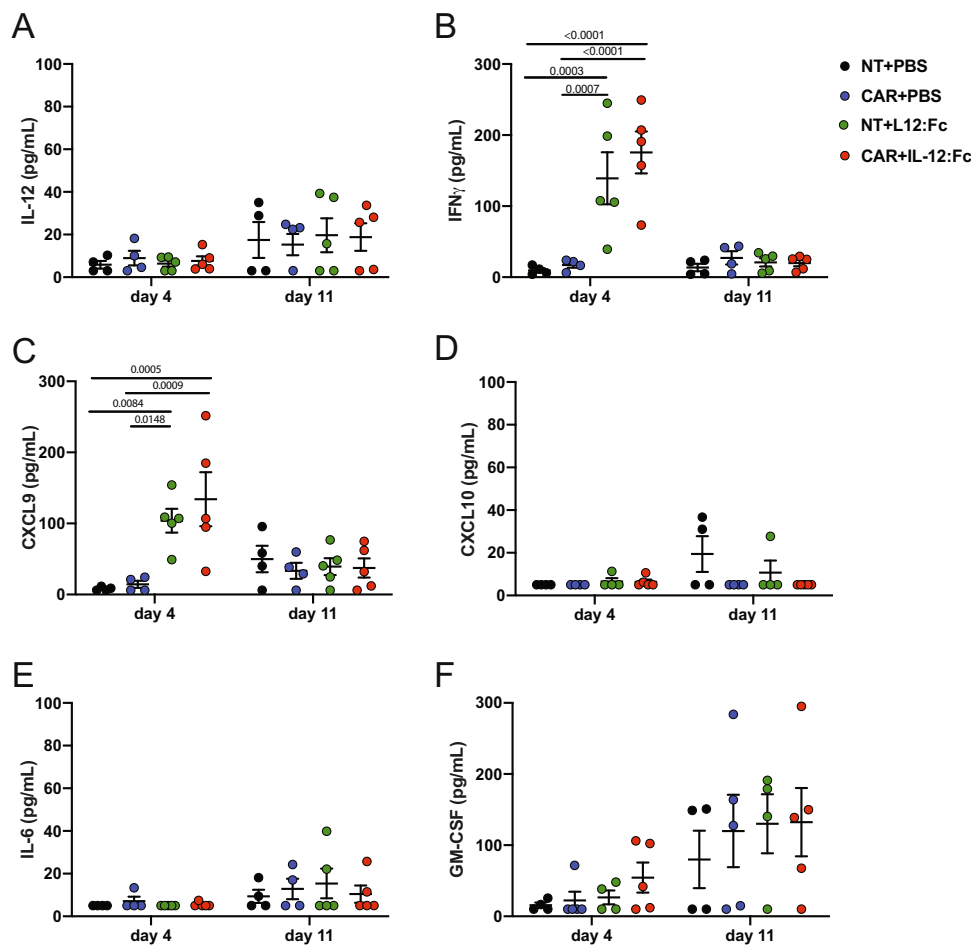 A
IL-12 (pg/mL)
100
80
60
40
20
0
day 4
day 11
B
IFNγ (pg/mL)
300
200
100
0
<0.0001
<0.0001
0.0003
0.0007
day 4
day 11
NT+PBS
CAR+PBS
NT+L12:Fc
CAR+IL-12:Fc
C
CXCL9 (pg/mL)
300
200
100
0
0.0005
0.0009
0.0084
0.0148
day 4
day 11
D
CXCL10 (pg/mL)
100
80
60
40
20
0
day 4
day 11
E
IL-6 (pg/mL)
100
80
60
40
20
0
day 4
day 11
F
GM-CSF (pg/mL)
300
200
100
0
day 4
day 11